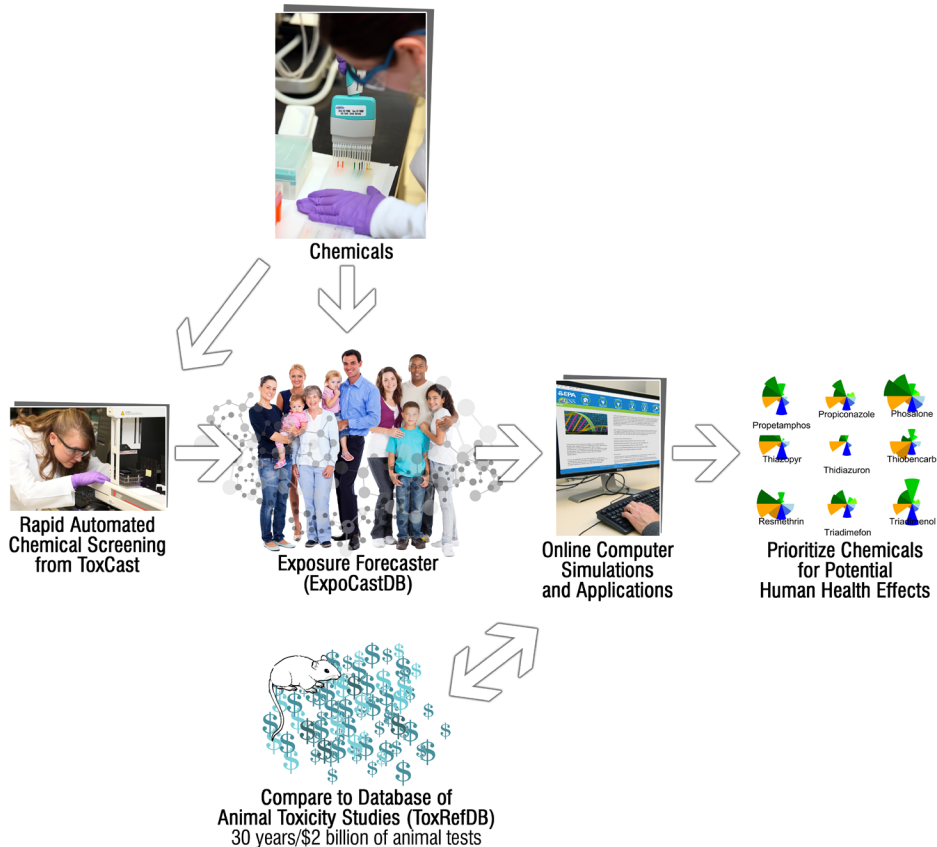 Chemicals
Rapid Automated
Chemical Screening
from ToxCast
Exposure Forecaster
(ExpoCastDB)
EPA
Online Computer
Simulations
and Applications
Propetamphos
Propiconazole
Phosalone
Thiazopyr
Thidiazuron
Thiobencarb
Resmethrin
Triadimefon
Triadimenol
Prioritize Chemicals
for Potential
Human Health Effects
Compare to Database of
Animal Toxicity Studies (ToxRefDB)
30 years/$2 billion of animal tests